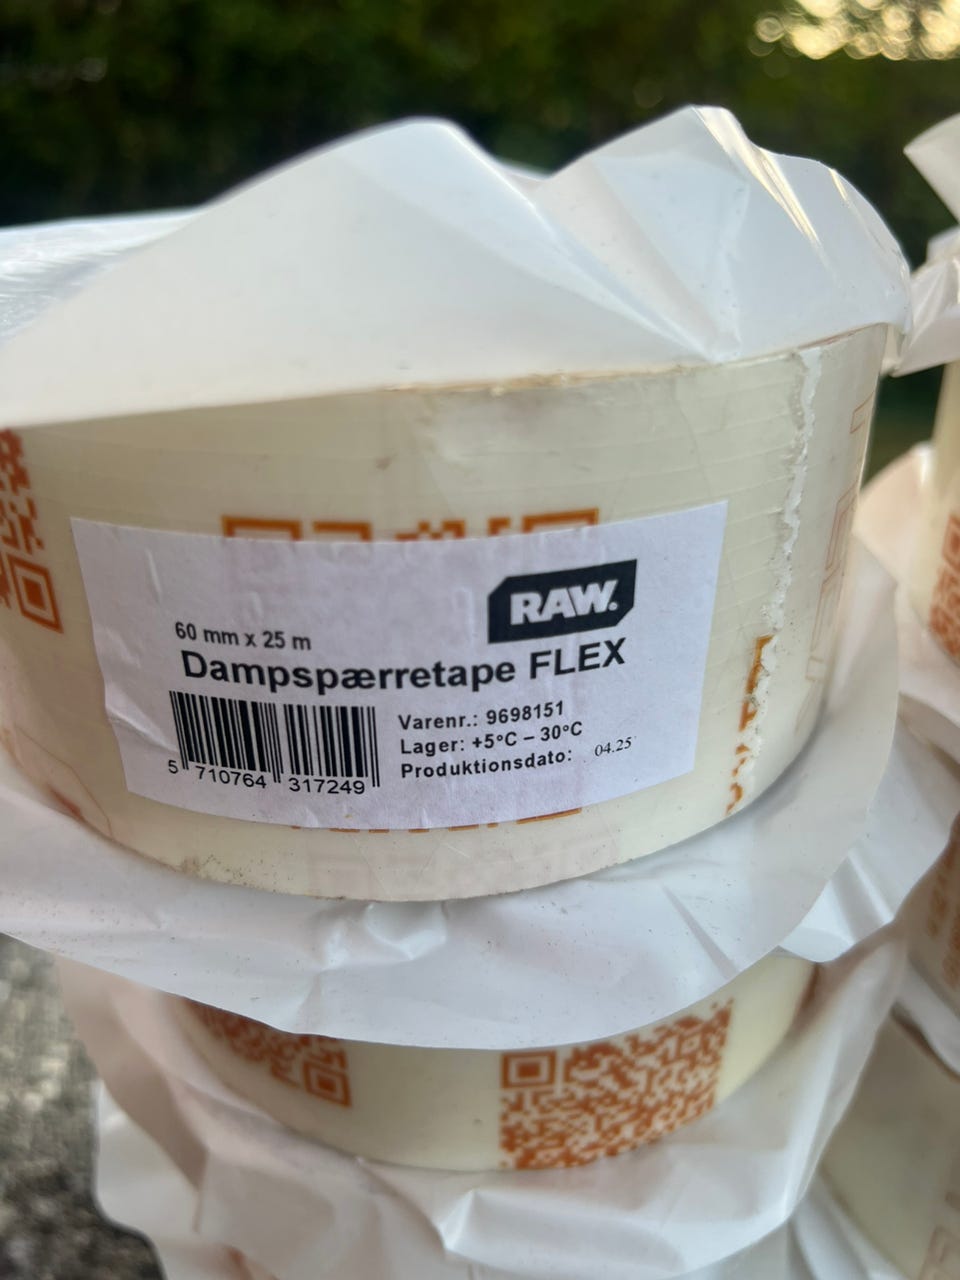 RAW.
60 mm x 25 m
Dampspærretape FLEX
Varenr.: 9698151
Lager: +5°C – 30°C
Produktionsdato: 04.25
5 710764 317249